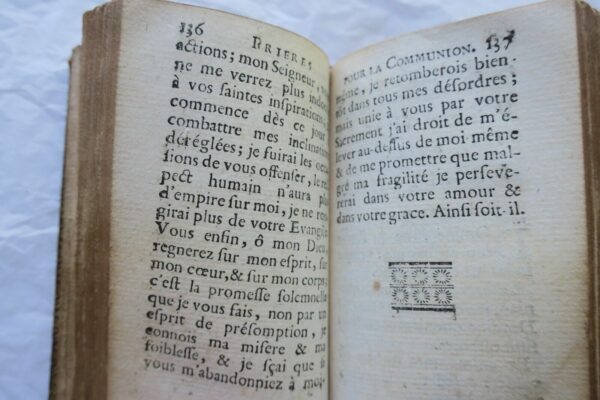 136 PRIERES
actions; mon Seigneur,
ne me verrez plus
à vos saintes inspirations
commence dès ce jour
combattre mes
déréglées; je fuirai les
sions de vous offenser, le
pect humain n'aura
d'empire sur moi, je ne
girai plus de votre
Vous enfin, ô mon Dieu,
regnerez sur mon esprit, sur
mon cœur, & sur mon corps;
c'est la promesse
que je vous fais, non par un
esprit de présomption, je
connois ma misere & ma
foiblesse, & je sçai que
vous m'abandonniez à moi-
POUR LA COMMUNION. 137
même, je retomberois bien-
tôt dans tous mes désordres;
mais unie à vous par votre
Sacrement j'ai droit de m'é-
lever au-dessus de moi-même
& de me promettre que mal-
gré ma fragilité je perseve-
rerai dans votre amour &
dans votre grace. Ainsi soit-il.